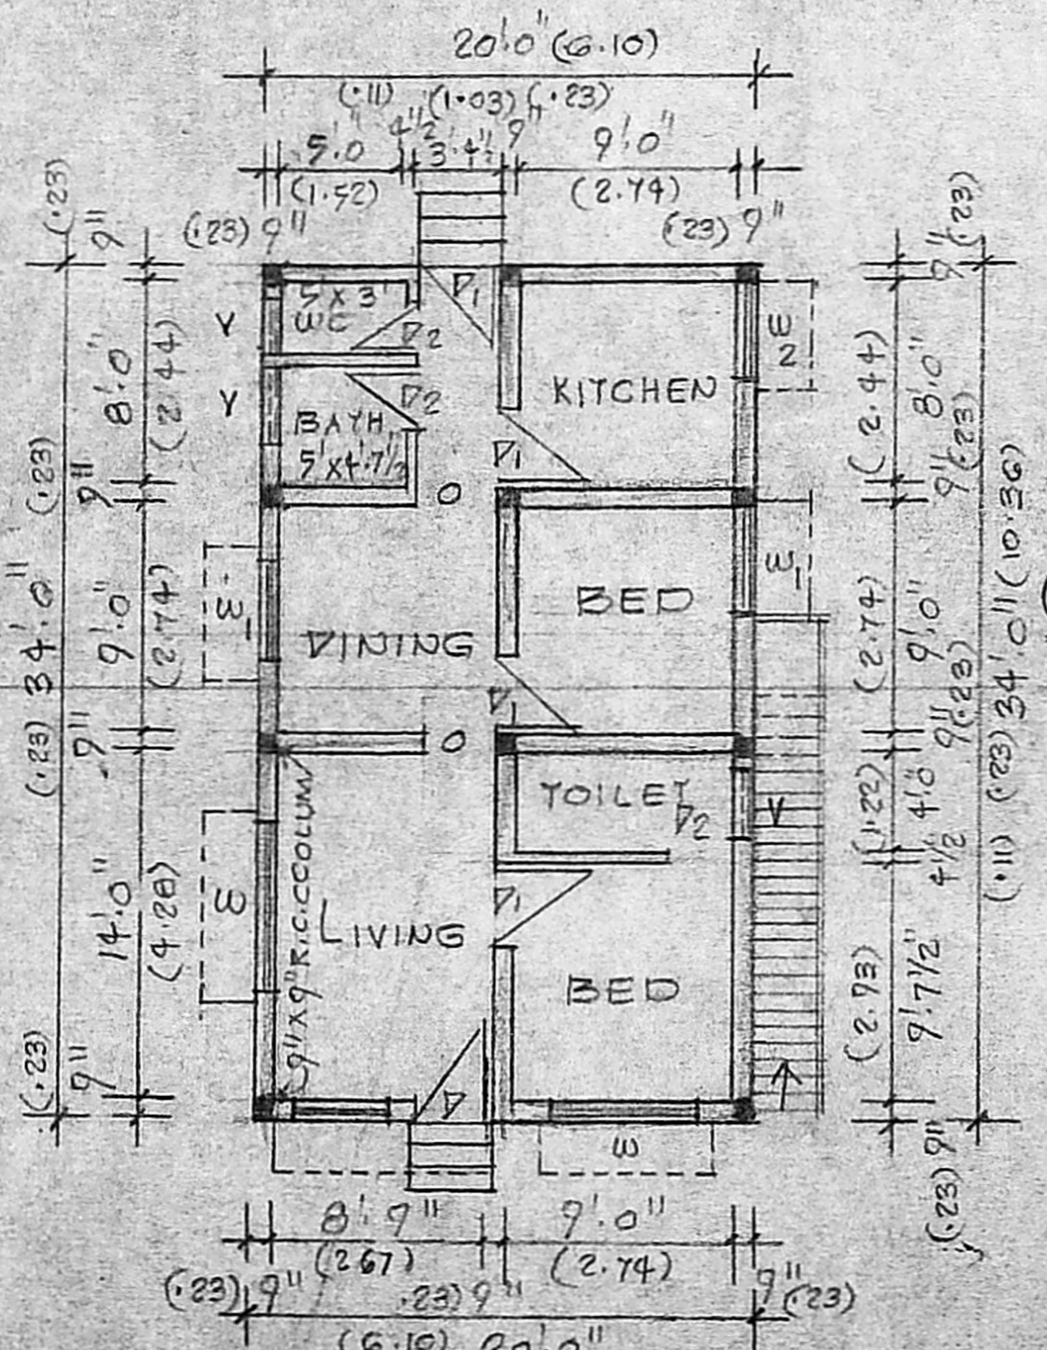 20'.0" (6.10)
(.11) (1.03) (.23)
5'.0 4½" 3'.4½" 9" 9'.0"
(1.52) (2.74)
(.23) 9" (.23) 9"
(.23) 9"
8'.0" (2.44)
(.23) 9"
34'.0"
9'.0" (2.74)
(.23) 9"
14'.0" (4.28)
(.23) 9"
V
V
5' X 3'
WC
D2
D1
D2
BATH
5'X4'.7½
O
KITCHEN
D1
W2
W1
W1
BED
DINING
D1
O
TOILET
D2
V
W
9"X9" R.C.COLUM
LIVING
D1
BED
D
W
9" (.23)
(2.44) 8'.0"
9" (.23)
(2.74) 9'.0"
9" (.23)
34'.0" (10.36)
(1.22) 4'.0
4½ (.11)
(2.73) 9'.7½"
(.23) 9"
8'.9" 9'.0"
(2.67) (2.74)
(.23) 9" .23) 9" 9" (.23)
(6.10) 20'.0"